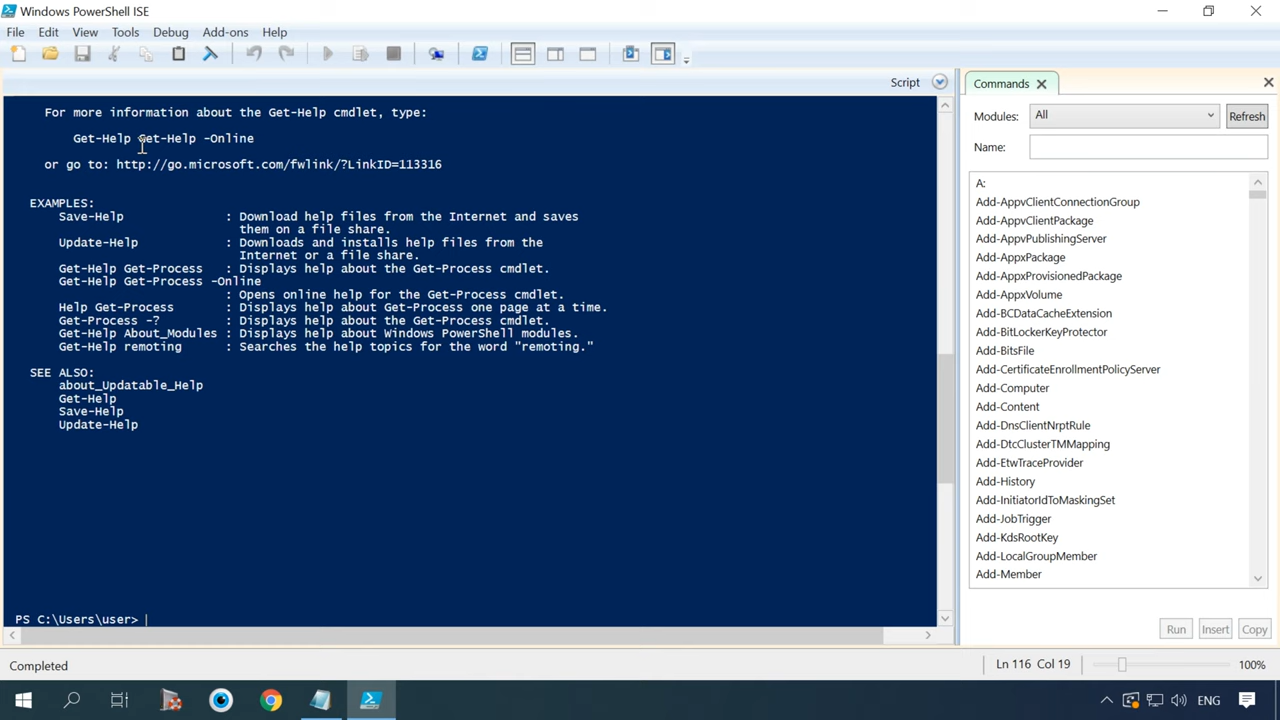 Windows PowerShell ISE
File Edit View Tools Debug Add-ons Help
Script
For more information about the Get-Help cmdlet, type:
Get-Help Get-Help -Online
or go to: http://go.microsoft.com/fwlink/?LinkID=113316
EXAMPLES:
Save-Help : Download help files from the Internet and saves
them on a file share.
Update-Help : Downloads and installs help files from the
Internet or a file share.
Get-Help Get-Process : Displays help about the Get-Process cmdlet.
Get-Help Get-Process -Online
: Opens online help for the Get-Process cmdlet.
Help Get-Process : Displays help about Get-Process one page at a time.
Get-Process -? : Displays help about the Get-Process cmdlet.
Get-Help About_Modules : Displays help about Windows PowerShell modules.
Get-Help remoting : Searches the help topics for the word "remoting."
SEE ALSO:
about_Updatable_Help
Get-Help
Save-Help
Update-Help
PS C:\Users\user>
Commands
Modules: All Refresh
Name:
A:
Add-AppvClientConnectionGroup
Add-AppvClientPackage
Add-AppvPublishingServer
Add-AppxPackage
Add-AppxProvisionedPackage
Add-AppxVolume
Add-BCDataCacheExtension
Add-BitLockerKeyProtector
Add-BitsFile
Add-CertificateEnrollmentPolicyServer
Add-Computer
Add-Content
Add-DnsClientNrptRule
Add-DtcClusterTMMapping
Add-EtwTraceProvider
Add-History
Add-InitiatorIdToMaskingSet
Add-JobTrigger
Add-KdsRootKey
Add-LocalGroupMember
Add-Member
Run Insert Copy
Completed
Ln 116 Col 19
100%
ENG